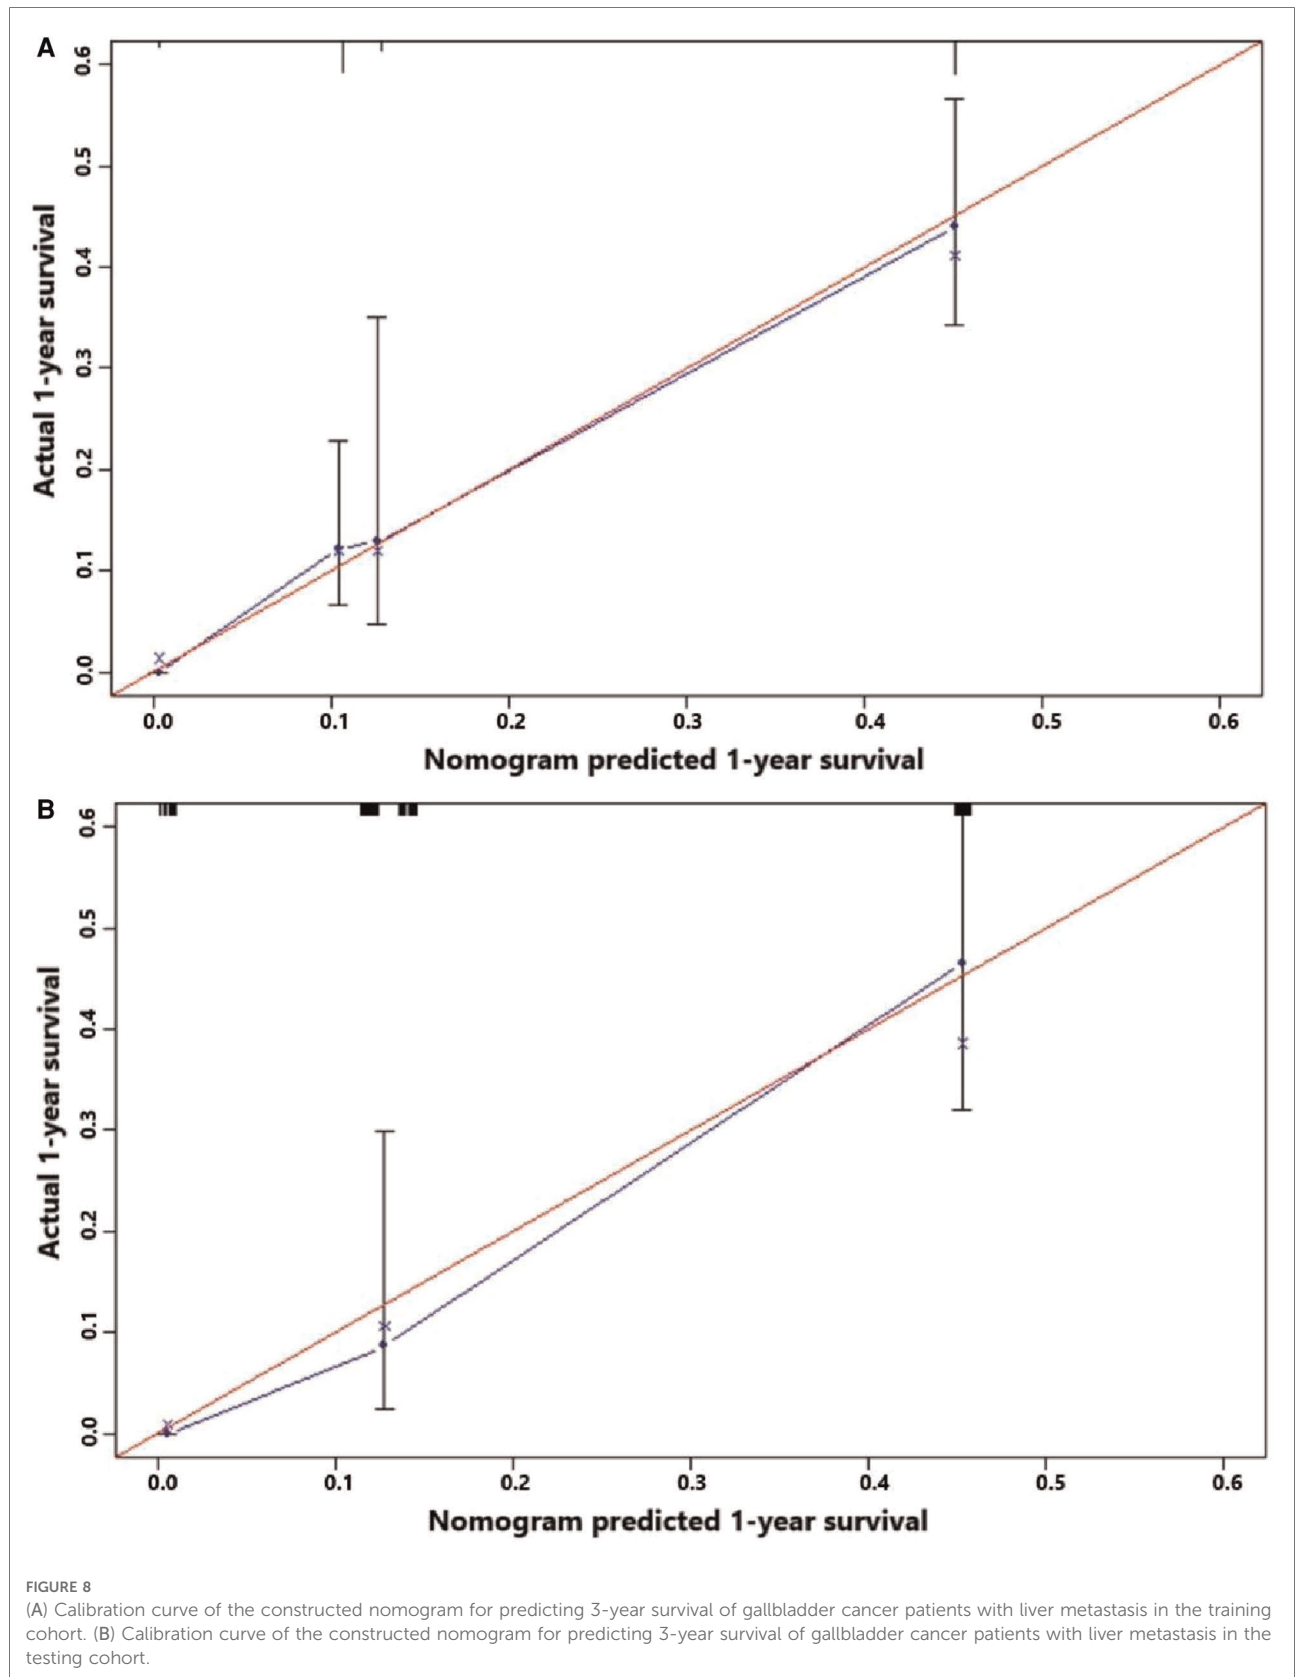 A
0.6
0.5
0.4
0.3
0.2
0.1
0.0
Actual 1-year survival
0.0 0.1 0.2 0.3 0.4 0.5 0.6
Nomogram predicted 1-year survival
B
0.6
0.5
0.4
0.3
0.2
0.1
0.0
Actual 1-year survival
0.0 0.1 0.2 0.3 0.4 0.5 0.6
Nomogram predicted 1-year survival
FIGURE 8
(A) Calibration curve of the constructed nomogram for predicting 3-year survival of gallbladder cancer patients with liver metastasis in the training
cohort. (B) Calibration curve of the constructed nomogram for predicting 3-year survival of gallbladder cancer patients with liver metastasis in the
testing cohort.